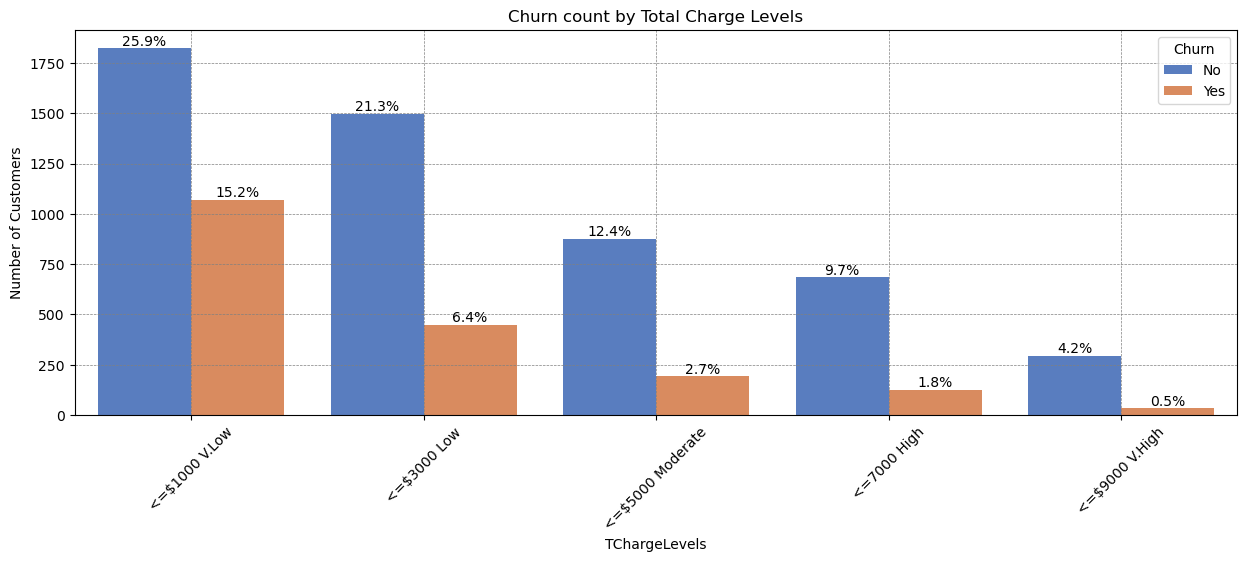 Churn count by Total Charge Levels
Number of Customers
1750
1500
1250
1000
750
500
250
0
25.9%
15.2%
21.3%
6.4%
12.4%
2.7%
9.7%
1.8%
4.2%
0.5%
Churn
No
Yes
<=$1000 V.Low
<=$3000 Low
<=$5000 Moderate
<=7000 High
<=$9000 V.High
TChargeLevels